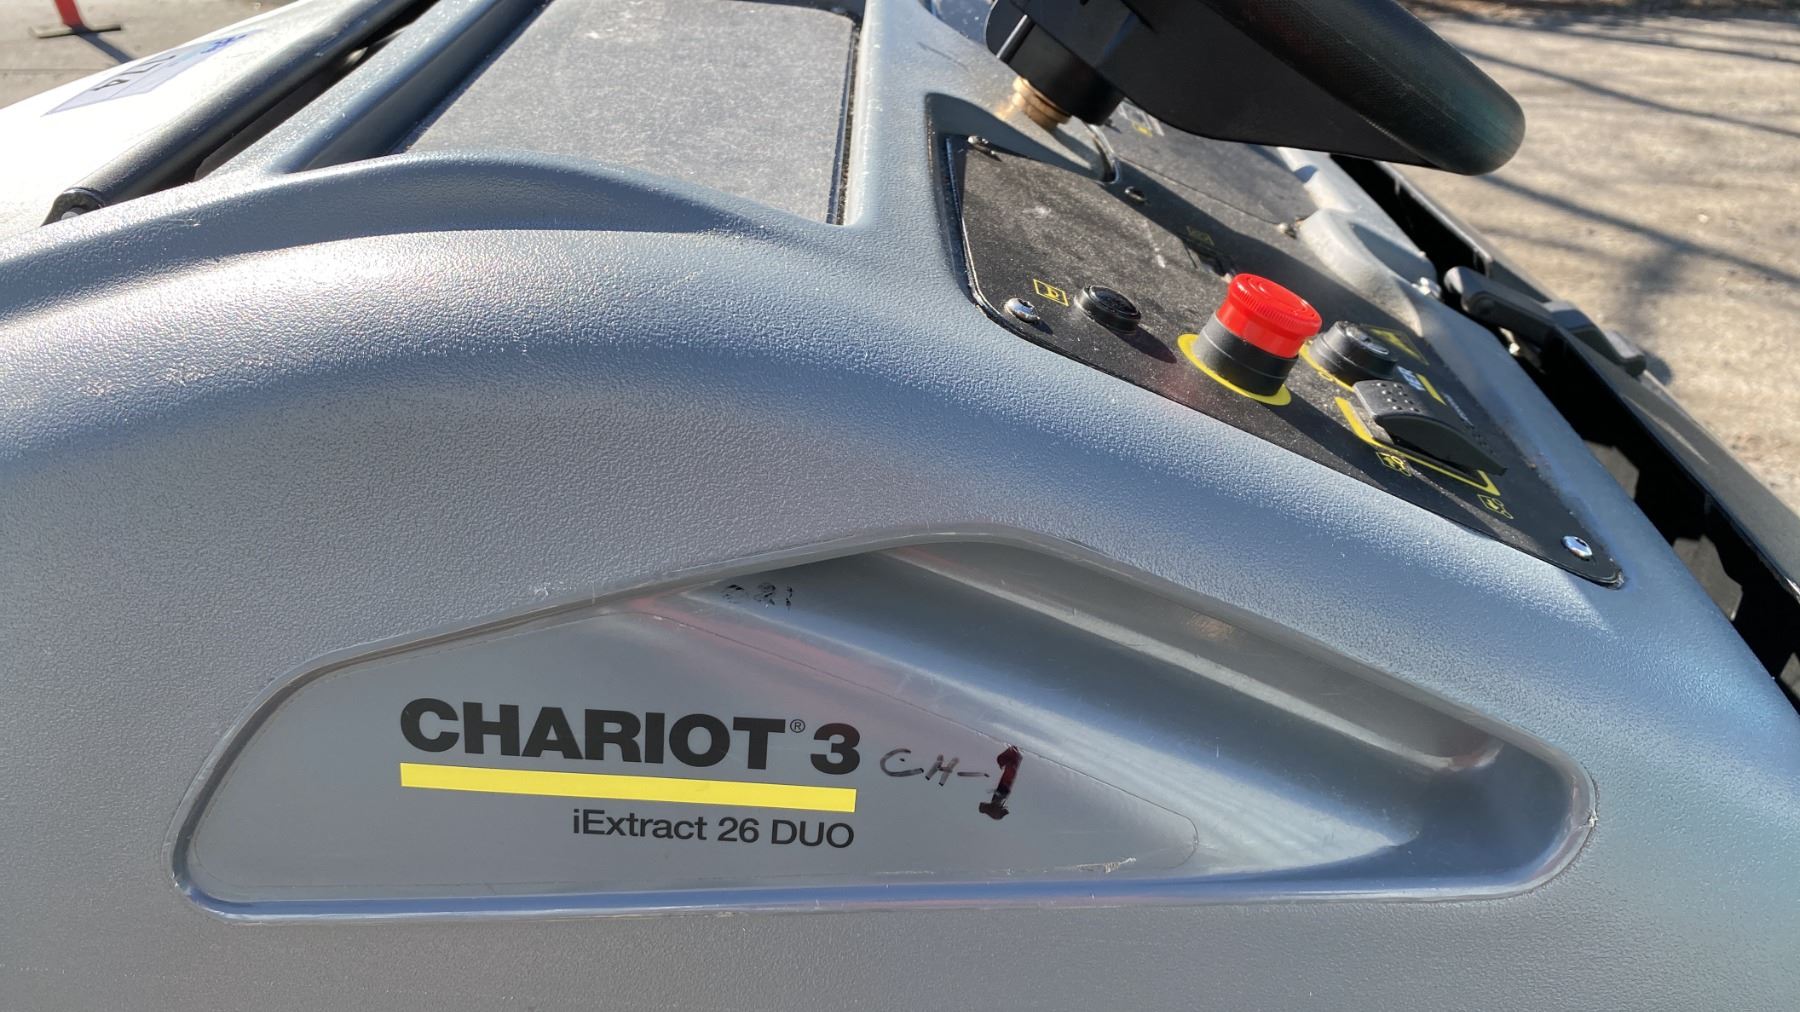 CHARIOT® 3
CH-1
iExtract 26 DUO